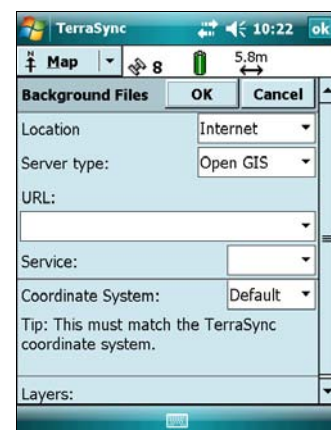 TerraSync 10:22 ok
N Map 8 5.8m
Background Files OK Cancel
Location Internet
Server type: Open GIS
URL:
Service:
Coordinate System: Default
Tip: This must match the TerraSync
coordinate system.
Layers: